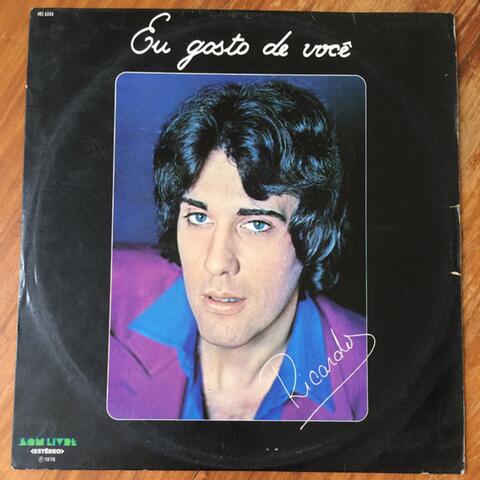 Eu gosto de você
Ricardo
SOM LIVRE
ESTÉREO
℗ 1976